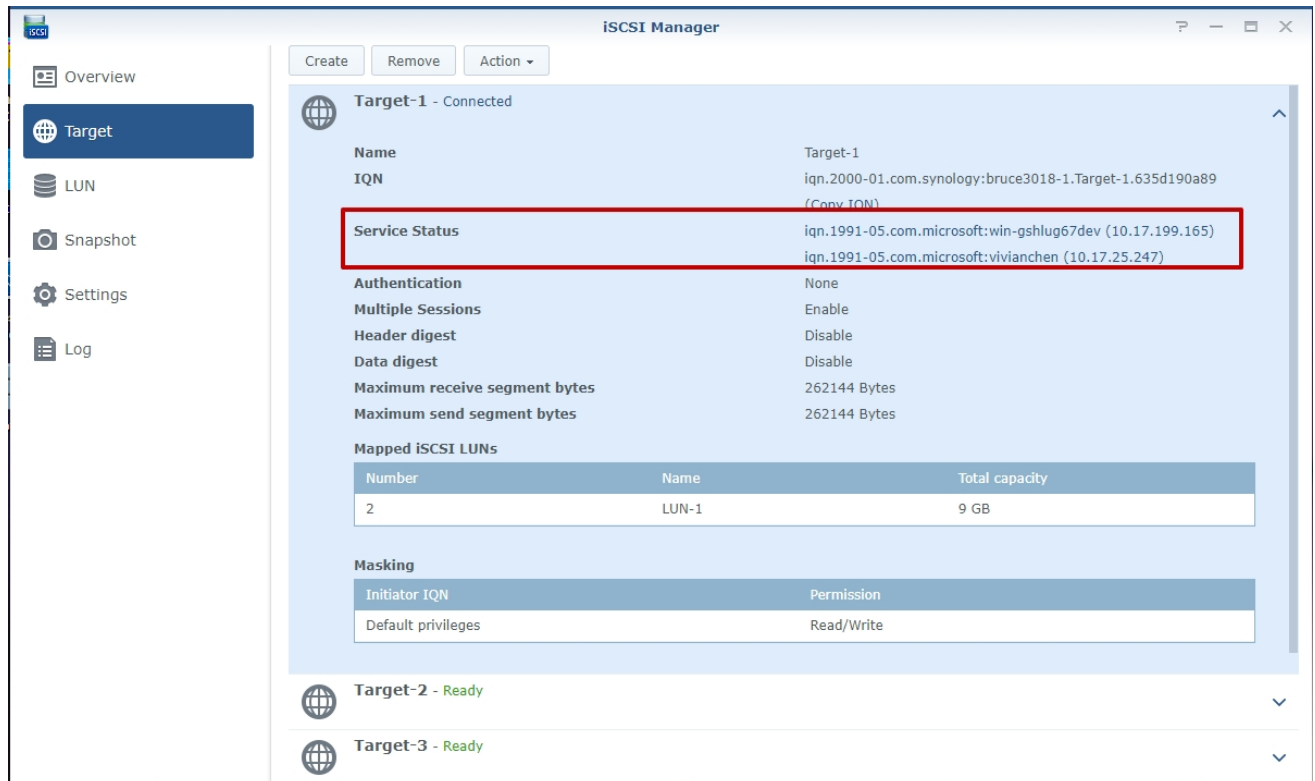 iSCSI
iSCSI Manager
?
Create Remove Action
Overview
Target
LUN
Snapshot
Settings
Log
Target-1 - Connected
Name Target-1
IQN iqn.2000-01.com.synology:bruce3018-1.Target-1.635d190a89
(Copy IQN)
Service Status iqn.1991-05.com.microsoft:win-gshlug67dev (10.17.199.165)
iqn.1991-05.com.microsoft:vivianchen (10.17.25.247)
Authentication None
Multiple Sessions Enable
Header digest Disable
Data digest Disable
Maximum receive segment bytes 262144 Bytes
Maximum send segment bytes 262144 Bytes
Mapped iSCSI LUNs
Number Name Total capacity
2 LUN-1 9 GB
Masking
Initiator IQN Permission
Default privileges Read/Write
Target-2 - Ready
Target-3 - Ready